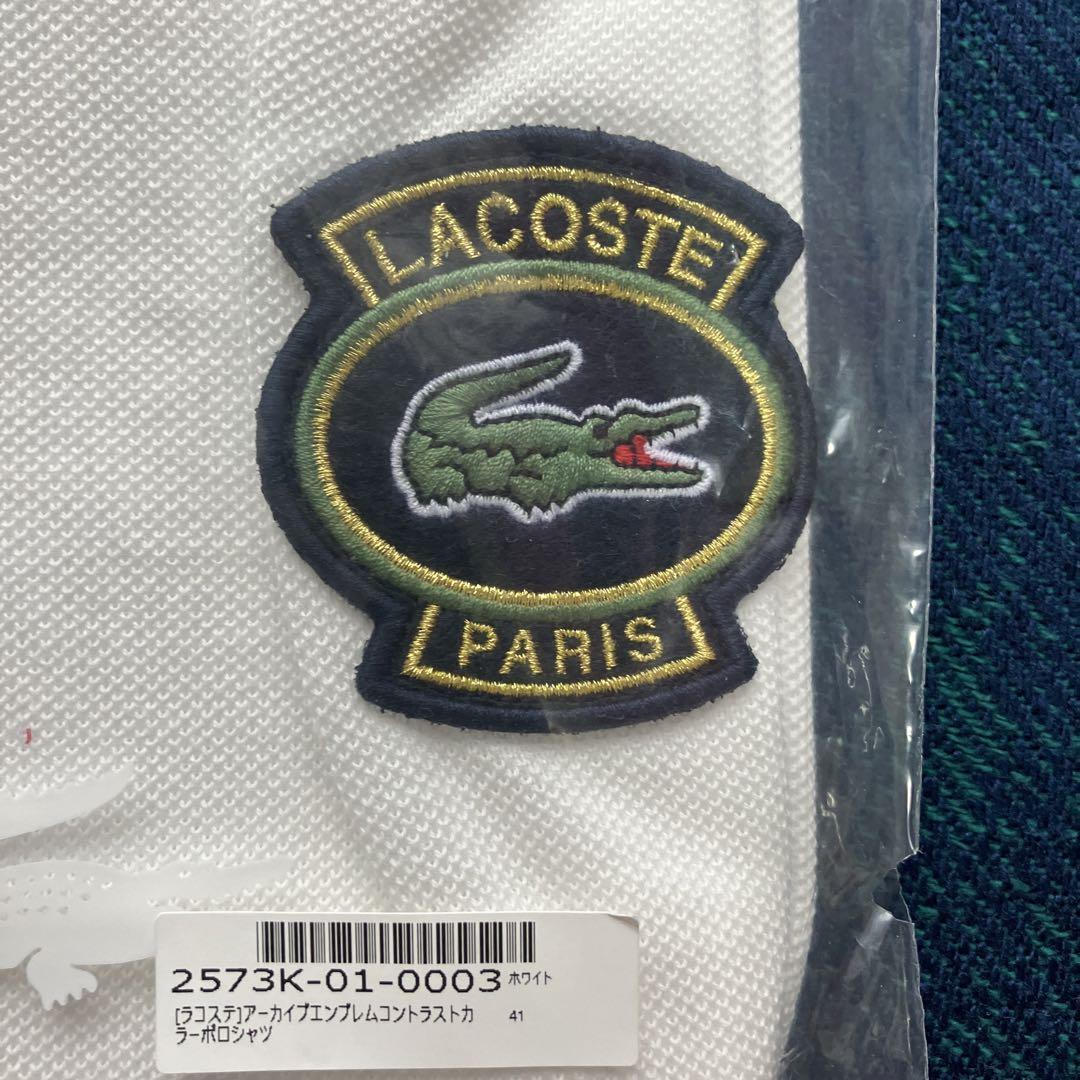 LACOSTE
PARIS
2573K-01-0003 ホワイト
[ラコステ]アーカイブエンブレムコントラストカ 41
ラーポロシャツ